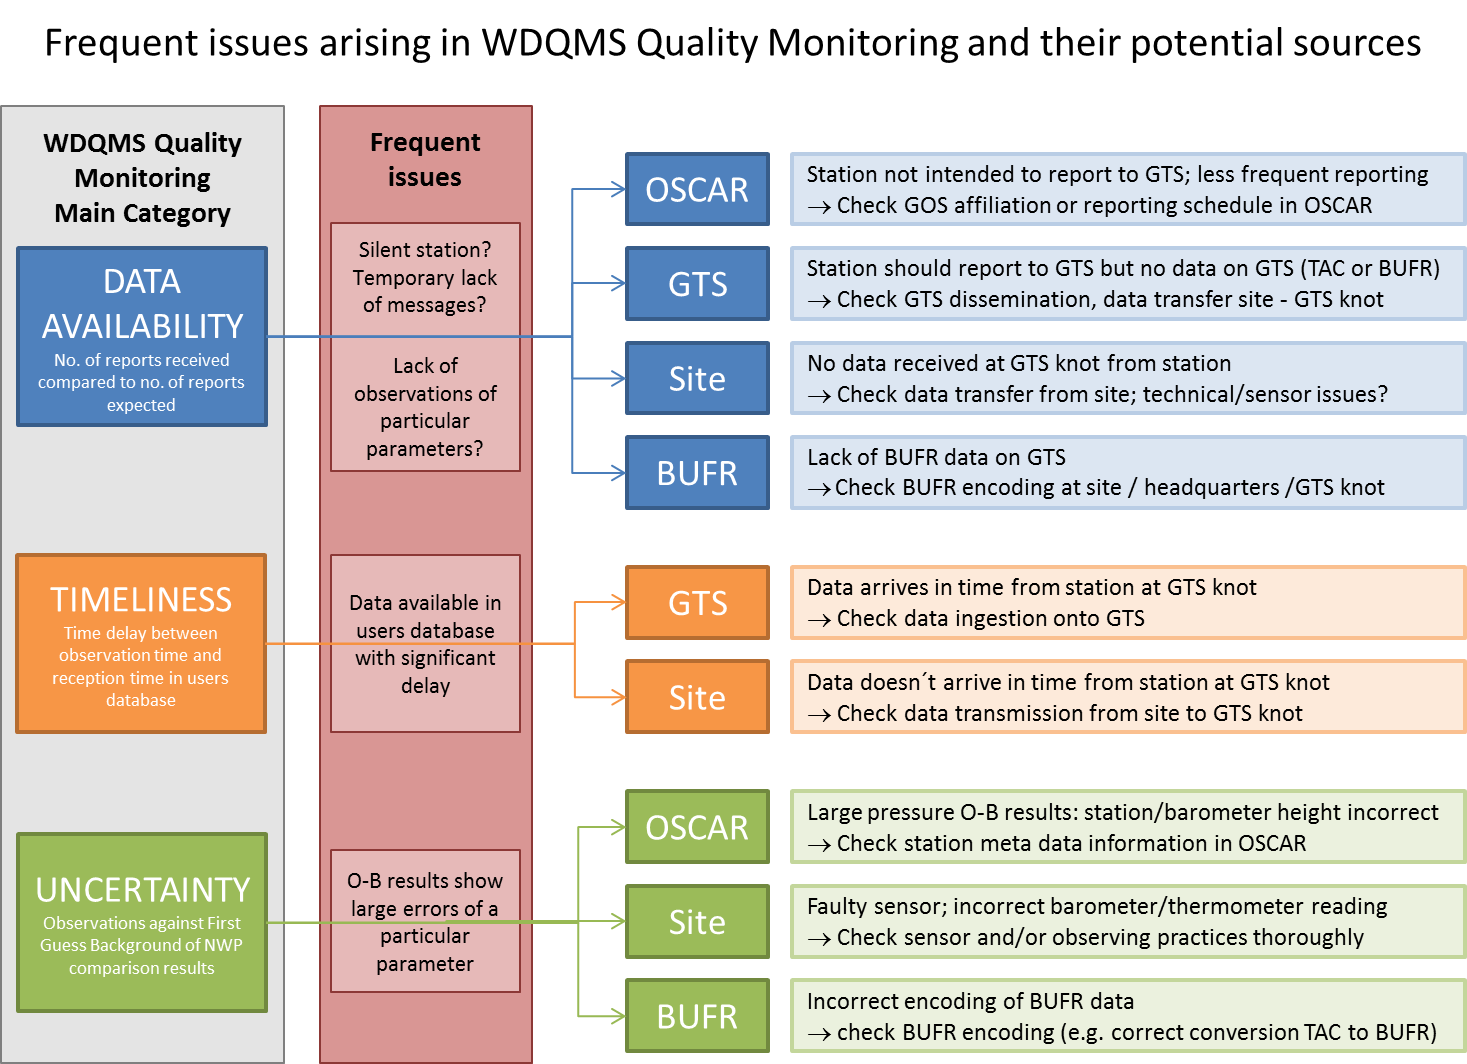 Frequent issues arising in WDQMS Quality Monitoring and their potential sources
WDQMS Quality
Monitoring
Main Category
Frequent
issues
DATA
AVAILABILITY
No. of reports received
compared to no. of reports
expected
Silent station?
Temporary lack
of messages?
Lack of
observations of
particular
parameters?
OSCAR
Station not intended to report to GTS; less frequent reporting
→ Check GOS affiliation or reporting schedule in OSCAR
GTS
Station should report to GTS but no data on GTS (TAC or BUFR)
→ Check GTS dissemination, data transfer site - GTS knot
Site
No data received at GTS knot from station
→ Check data transfer from site; technical/sensor issues?
BUFR
Lack of BUFR data on GTS
→ Check BUFR encoding at site / headquarters /GTS knot
TIMELINESS
Time delay between
observation time and
reception time in users
database
Data available in
users database
with significant
delay
GTS
Data arrives in time from station at GTS knot
→ Check data ingestion onto GTS
Site
Data doesn´t arrive in time from station at GTS knot
→ Check data transmission from site to GTS knot
UNCERTAINTY
Observations against First
Guess Background of NWP
comparison results
O-B results show
large errors of a
particular
parameter
OSCAR
Large pressure O-B results: station/barometer height incorrect
→ Check station meta data information in OSCAR
Site
Faulty sensor; incorrect barometer/thermometer reading
→ Check sensor and/or observing practices thoroughly
BUFR
Incorrect encoding of BUFR data
→ check BUFR encoding (e.g. correct conversion TAC to BUFR)